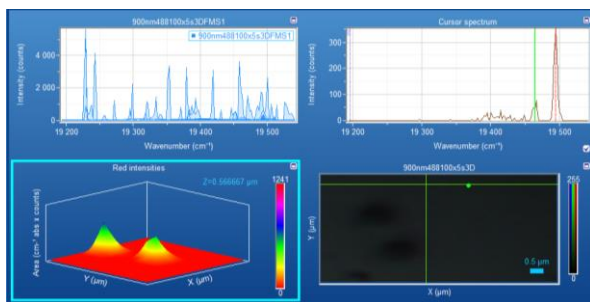 900nm488100x5s3DFMS1
900nm488100x5s3DFMS1
Intensity (counts)
4 000
2 000
0
19 200
19 300
19 400
19 500
Wavenumber (cm⁻¹)
Cursor spectrum
Intensity (counts)
300
200
100
0
19 200
19 300
19 400
19 500
Wavenumber (cm⁻¹)
Red intensities
Z=0.566667 µm
1241
0
Area (cm⁻¹ abs x counts)
Y (µm)
X (µm)
900nm488100x5s3D
255
0
Y (µm)
0.5 µm
X (µm)